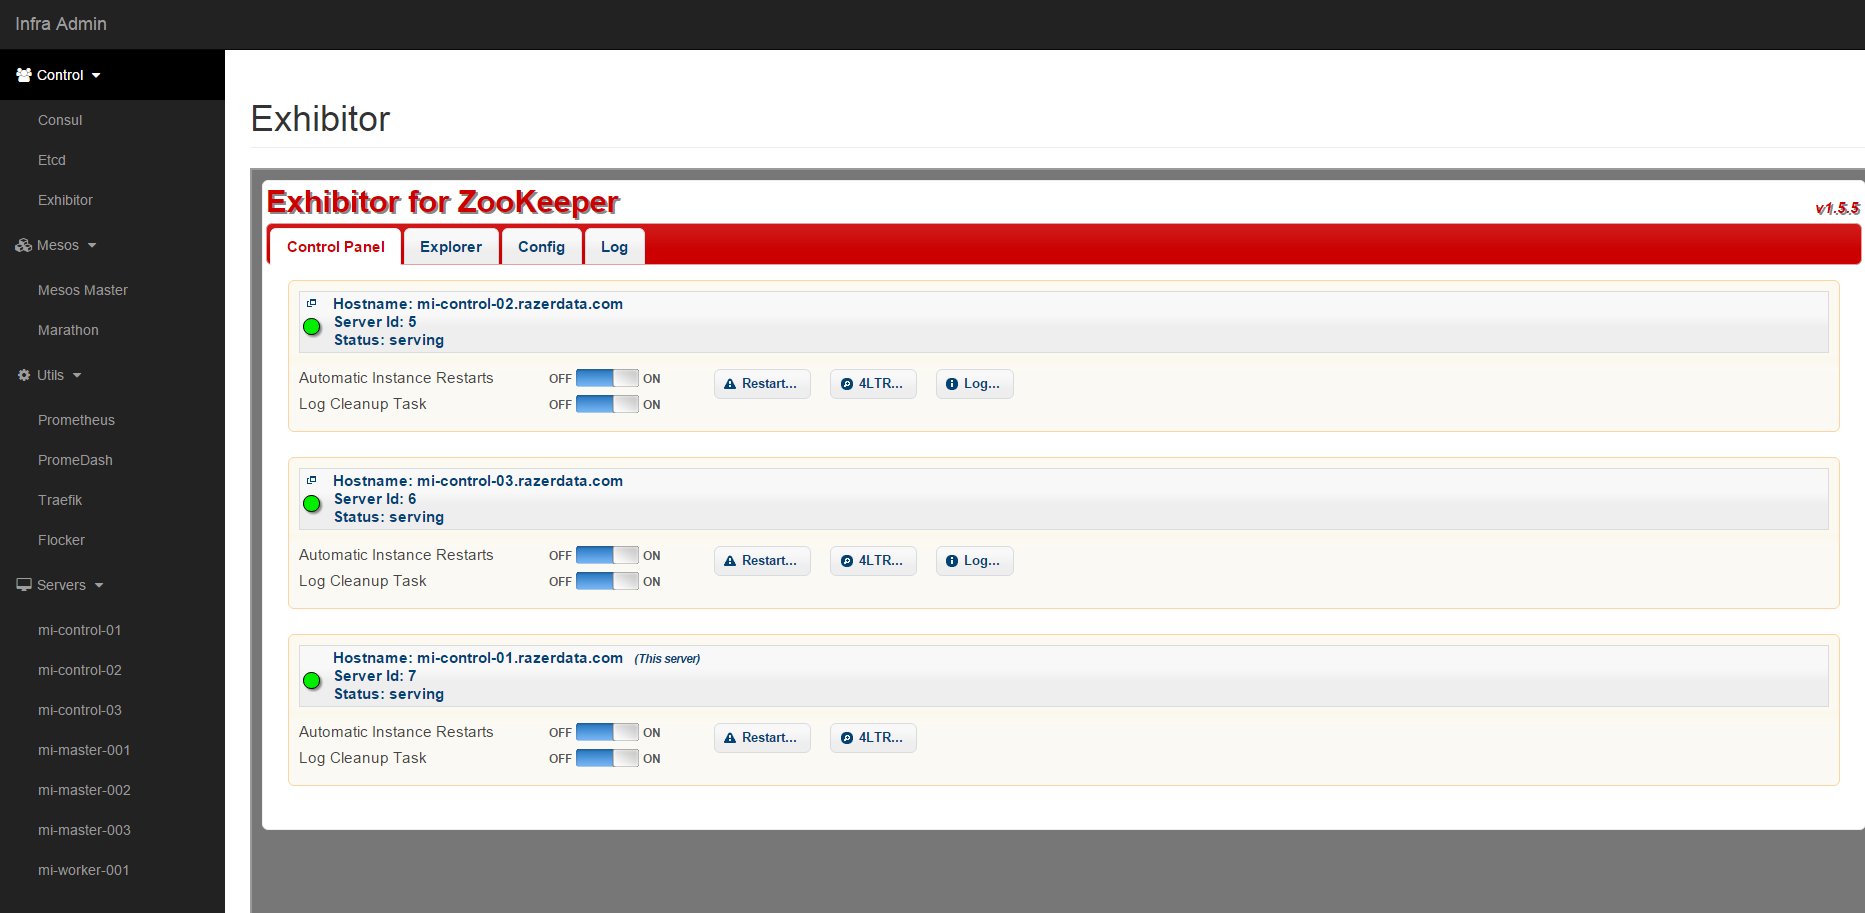 Infra Admin
Control
Consul
Etcd
Exhibitor
Mesos
Mesos Master
Marathon
Utils
Prometheus
PromeDash
Traefik
Flocker
Servers
mi-control-01
mi-control-02
mi-control-03
mi-master-001
mi-master-002
mi-master-003
mi-worker-001
Exhibitor
Exhibitor for ZooKeeper
v1.5.5
Control Panel Explorer Config Log
Hostname: mi-control-02.razerdata.com
Server Id: 5
Status: serving
Automatic Instance Restarts OFF ON Restart... 4LTR... Log...
Log Cleanup Task OFF ON
Hostname: mi-control-03.razerdata.com
Server Id: 6
Status: serving
Automatic Instance Restarts OFF ON Restart... 4LTR... Log...
Log Cleanup Task OFF ON
Hostname: mi-control-01.razerdata.com (This server)
Server Id: 7
Status: serving
Automatic Instance Restarts OFF ON Restart... 4LTR...
Log Cleanup Task OFF ON